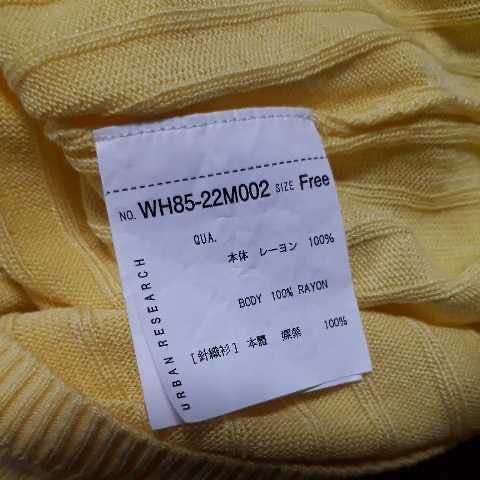 NO. WH85-22M002 SIZE Free
QUA.
本体 レーヨン 100%
BODY 100% RAYON
[針織衫] 本體 嫘縈 100%
URBAN RESEARCH